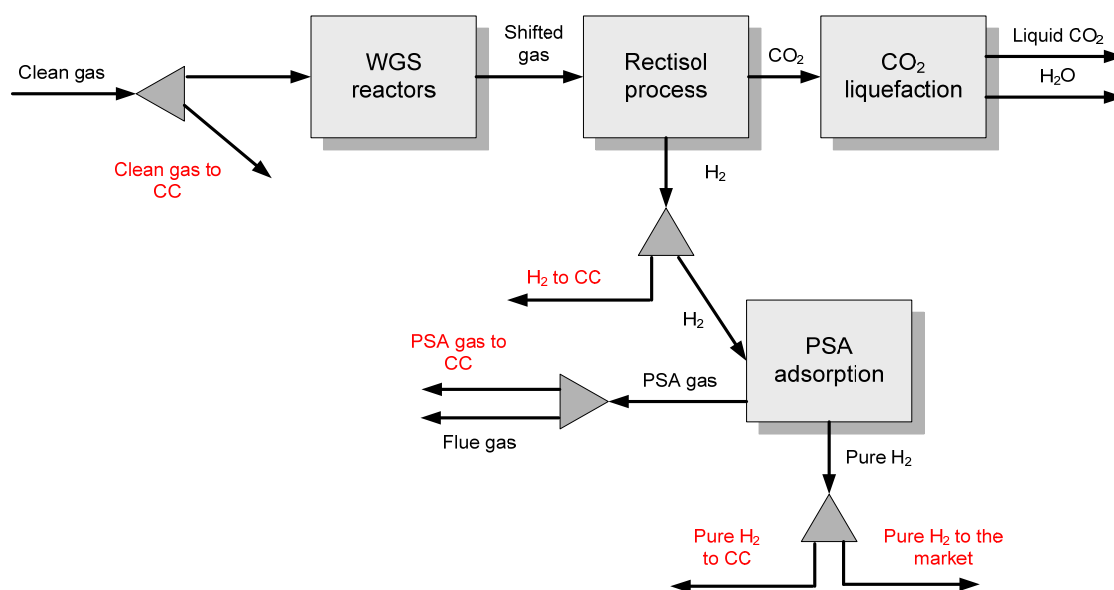 Clean gas
Clean gas to
CC
WGS
reactors
Shifted
gas
Rectisol
process
CO₂
CO₂
liquefaction
Liquid CO₂
H₂O
H₂
H₂ to CC
H₂
PSA gas to
CC
PSA gas
Flue gas
PSA
adsorption
Pure H₂
Pure H₂
to CC
Pure H₂ to the
market